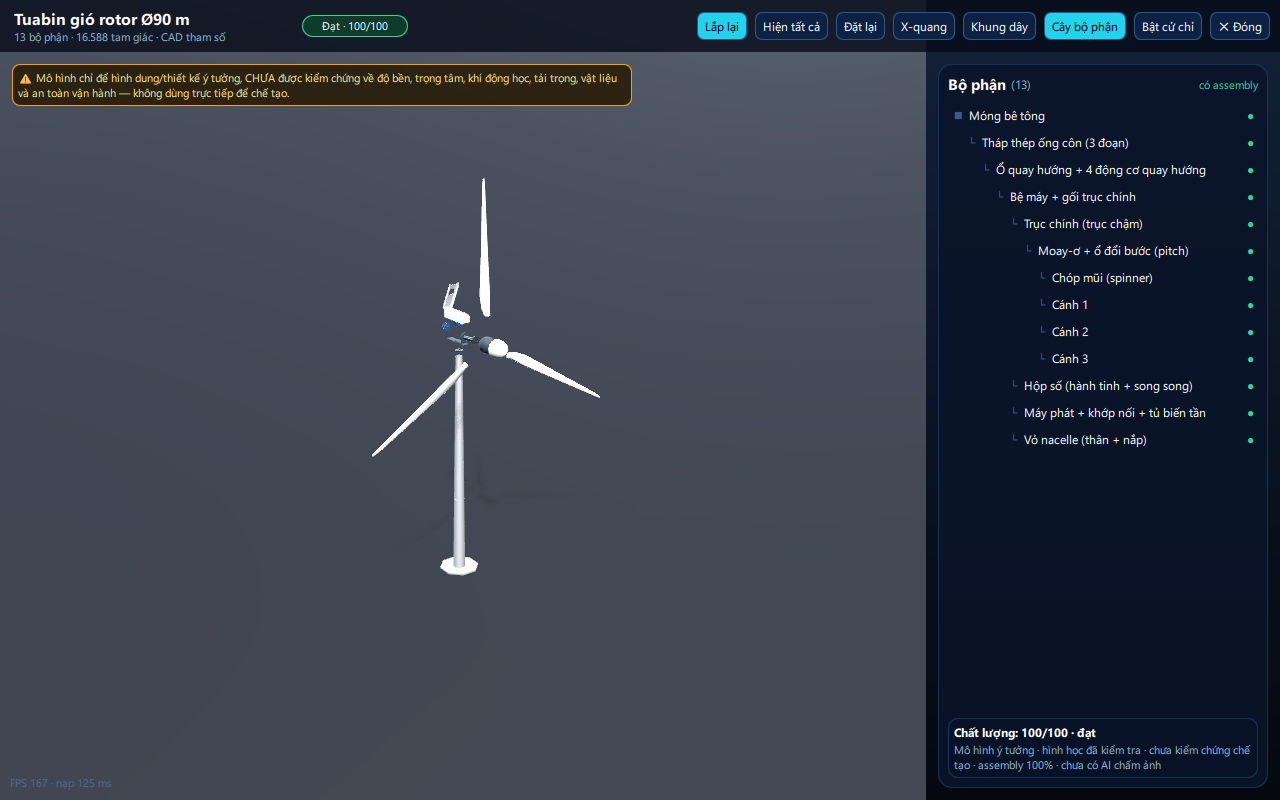 Tuabin gió rotor Ø90 m
13 bộ phận · 16.588 tam giác · CAD tham số
Đạt · 100/100
Lắp lại
Hiện tất cả
Đặt lại
X-quang
Khung dây
Cây bộ phận
Bật cử chỉ
✕ Đóng
⚠ Mô hình chỉ để hình dung/thiết kế ý tưởng, CHƯA được kiểm chứng về độ bền, trọng tâm, khí động học, tải trọng, vật liệu
và an toàn vận hành — không dùng trực tiếp để chế tạo.
Bộ phận (13)
có assembly
Móng bê tông
Tháp thép ống côn (3 đoạn)
Ổ quay hướng + 4 động cơ quay hướng
Bệ máy + gối trục chính
Trục chính (trục chậm)
Moay-ơ + ổ đổi bước (pitch)
Chóp mũi (spinner)
Cánh 1
Cánh 2
Cánh 3
Hộp số (hành tinh + song song)
Máy phát + khớp nối + tủ biến tần
Vỏ nacelle (thân + nắp)
Chất lượng: 100/100 · đạt
Mô hình ý tưởng · hình học đã kiểm tra · chưa kiểm chứng chế
tạo · assembly 100% · chưa có AI chấm ảnh
FPS 167 · nạp 125 ms